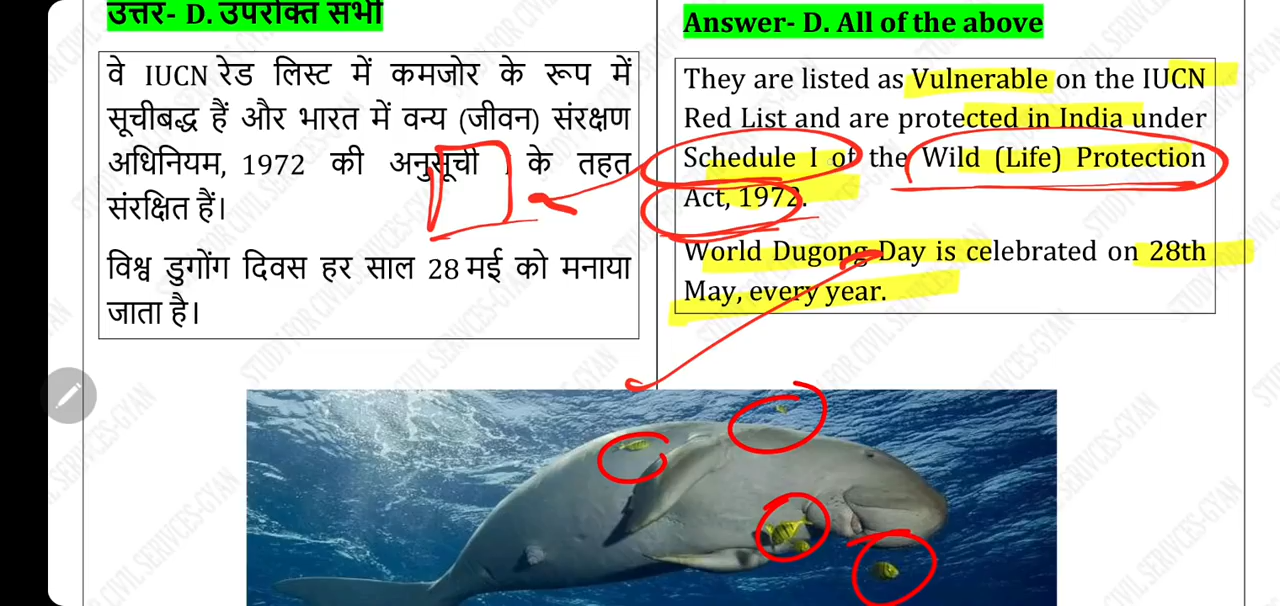 उत्तर- D. उपरोक्त सभी
वे IUCN रेड लिस्ट में कमजोर के रूप में
सूचीबद्ध हैं और भारत में वन्य (जीवन) संरक्षण
अधिनियम, 1972 की अनुसूची I के तहत
संरक्षित हैं।
विश्व डुगोंग दिवस हर साल 28 मई को मनाया
जाता है।
Answer- D. All of the above
They are listed as Vulnerable on the IUCN
Red List and are protected in India under
Schedule I of the Wild (Life) Protection
Act, 1972.
World Dugong Day is celebrated on 28th
May, every year.